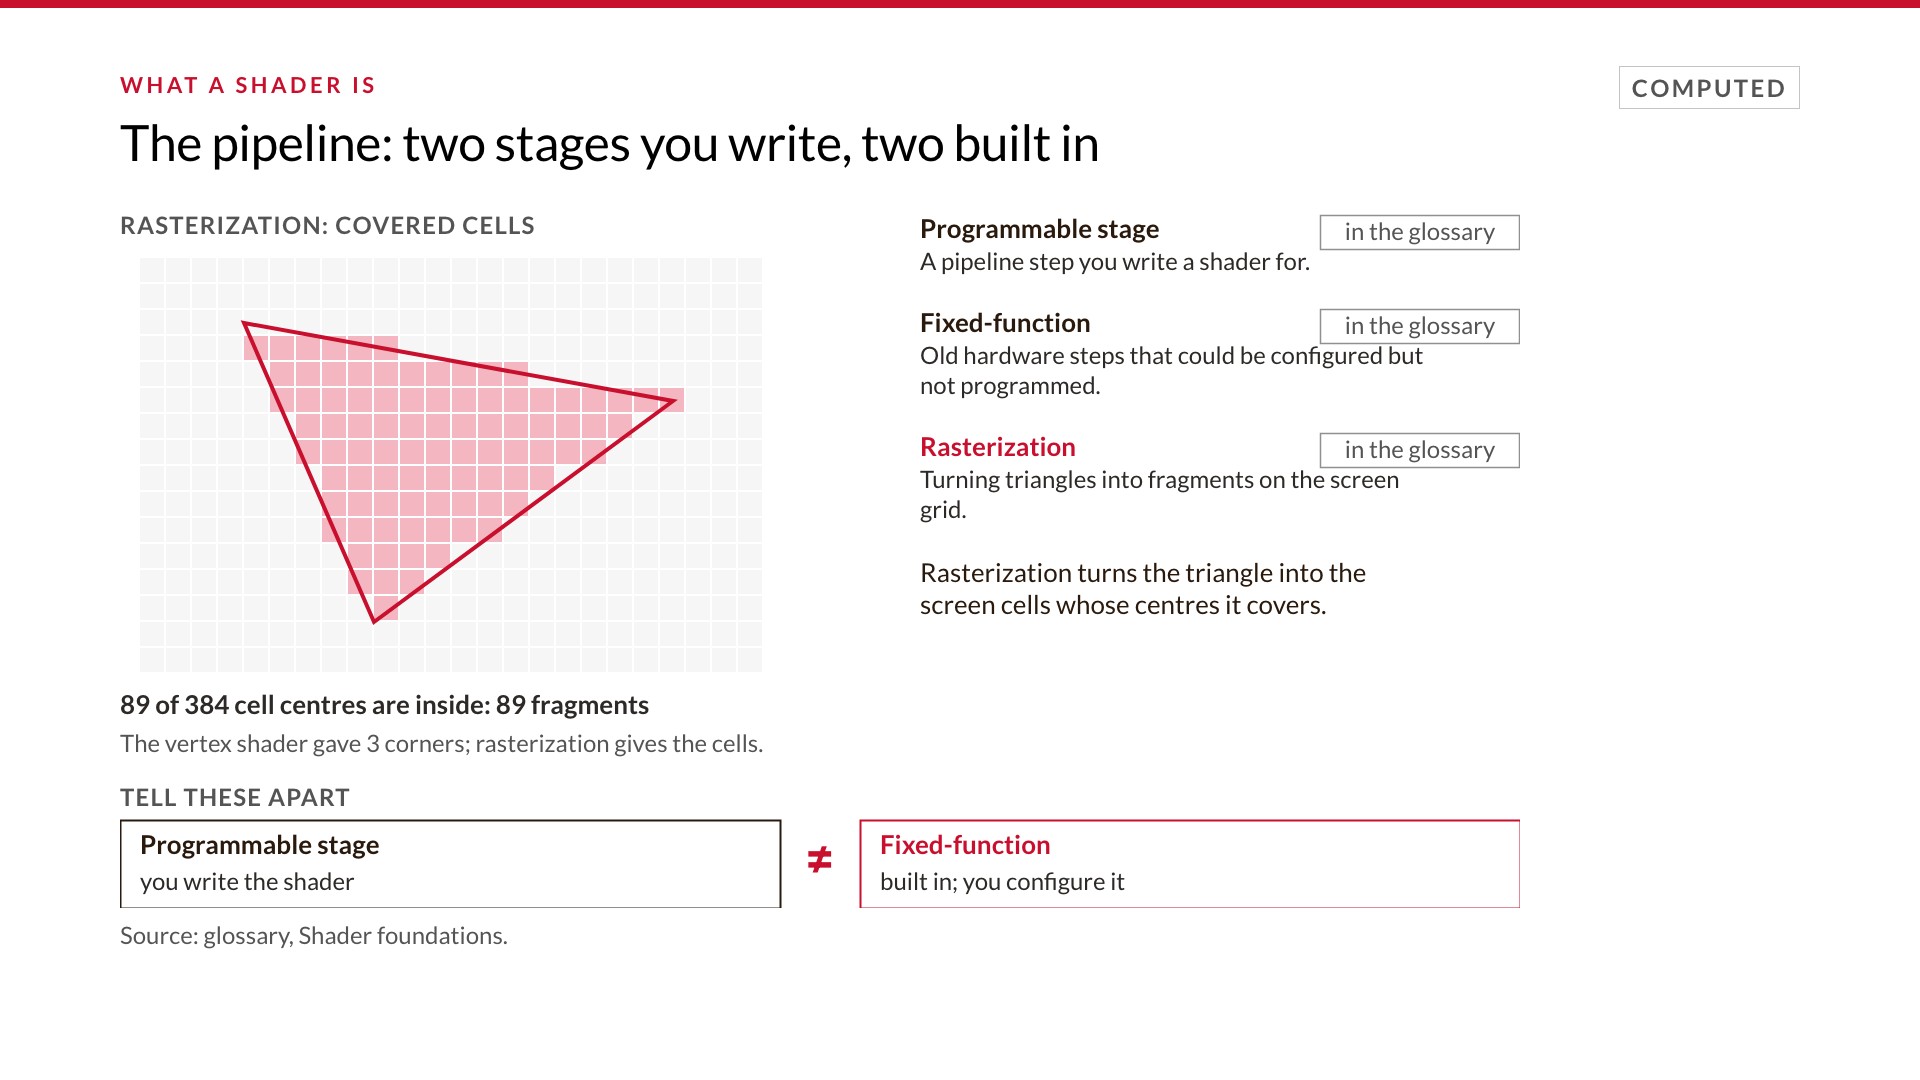 WHAT A SHADER IS
COMPUTED
The pipeline: two stages you write, two built in
RASTERIZATION: COVERED CELLS
89 of 384 cell centres are inside: 89 fragments
The vertex shader gave 3 corners; rasterization gives the cells.
Programmable stage
in the glossary
A pipeline step you write a shader for.
Fixed-function
in the glossary
Old hardware steps that could be configured but
not programmed.
Rasterization
in the glossary
Turning triangles into fragments on the screen
grid.
Rasterization turns the triangle into the
screen cells whose centres it covers.
TELL THESE APART
Programmable stage
you write the shader
≠
Fixed-function
built in; you configure it
Source: glossary, Shader foundations.